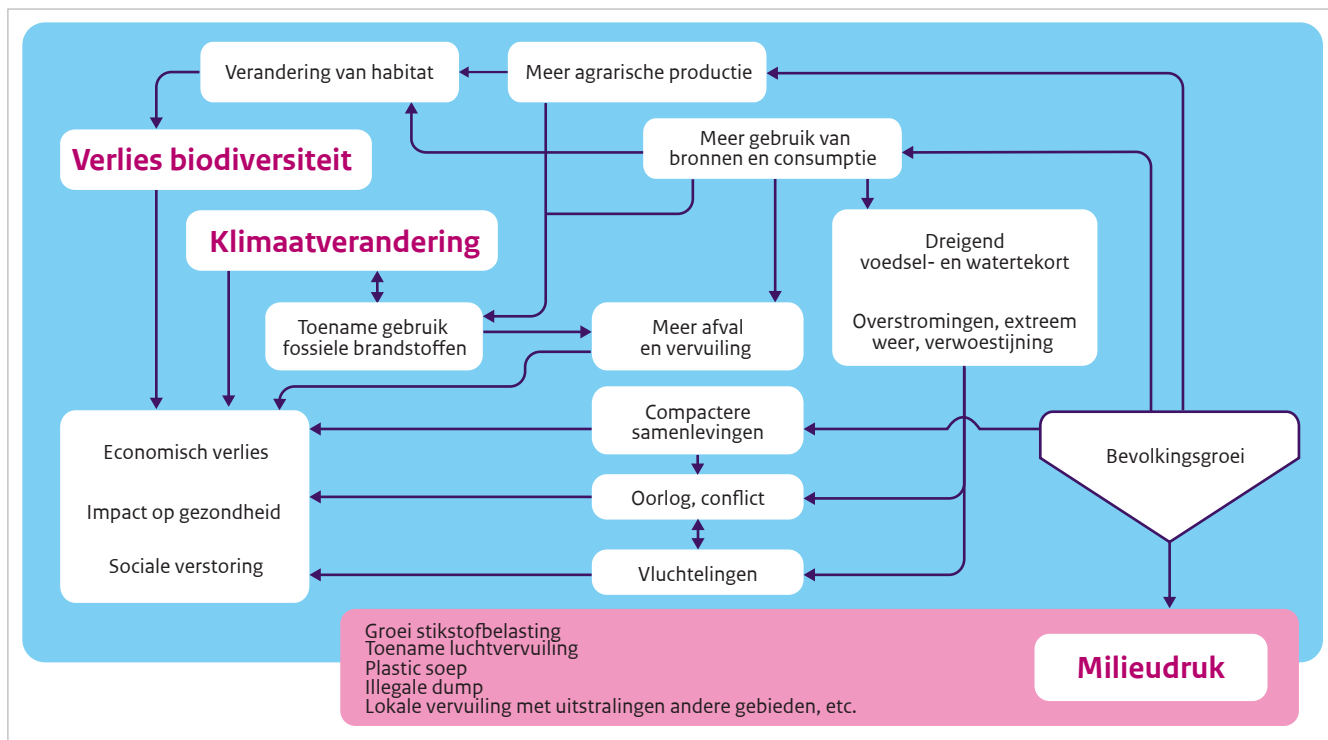 Verandering van habitat
Meer agrarische productie
Meer gebruik van
bronnen en consumptie
Verlies biodiversiteit
Klimaatverandering
Dreigend
voedsel- en watertekort
Overstromingen, extreem
weer, verwoestijning
Toename gebruik
fossiele brandstoffen
Meer afval
en vervuiling
Compactere
samenlevingen
Bevolkingsgroei
Economisch verlies
Impact op gezondheid
Sociale verstoring
Oorlog, conflict
Vluchtelingen
Groei stikstofbelasting
Toename luchtvervuiling
Plastic soep
Illegale dump
Lokale vervuiling met uitstralingen andere gebieden, etc.
Milieudruk